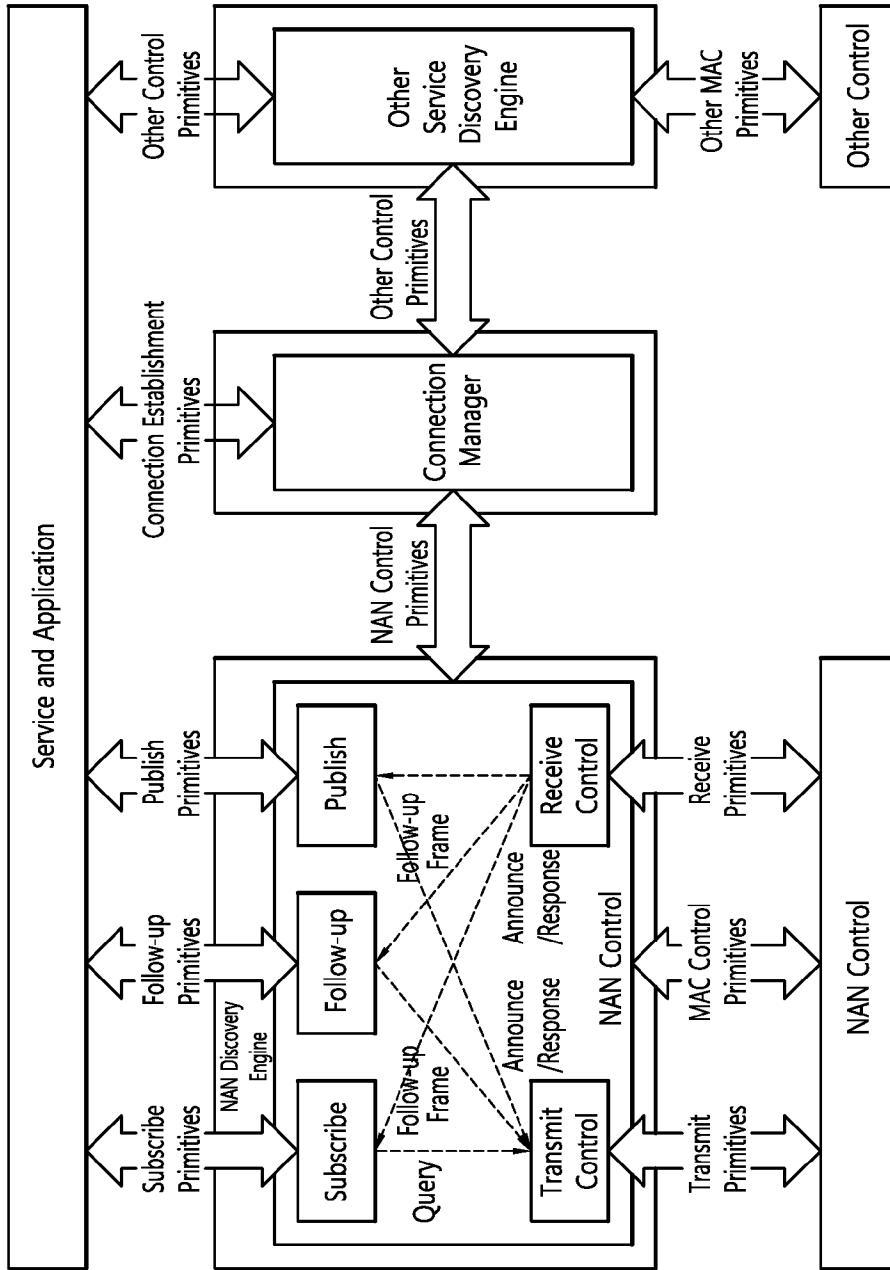 Service and Application
Subscribe
Primitives
Follow-up
Primitives
Publish
Primitives
Connection Establishment
Primitives
Other Control
Primitives
NAN Discovery
Engine
Subscribe
Follow-up
Publish
NAN Control
Primitives
Connection
Manager
Other Control
Primitives
Other
Service
Discovery
Engine
Query
Follow-up
Frame
Follow-up
Frame
Announce
/Response
Announce
/Response
Transmit
Control
Receive
Control
NAN Control
Transmit
Primitives
MAC Control
Primitives
Receive
Primitives
Other MAC
Primitives
NAN Control
Other Control